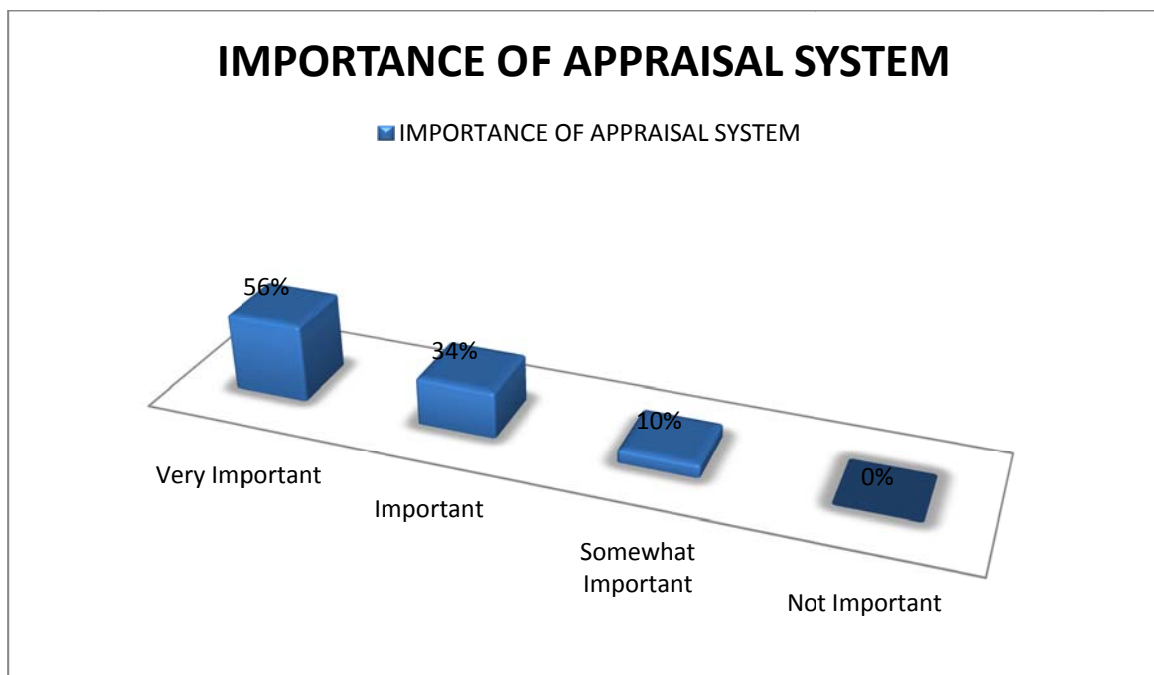 IMPORTANCE OF APPRAISAL SYSTEM
IMPORTANCE OF APPRAISAL SYSTEM
56%
34%
10%
0%
Very Important
Important
Somewhat
Important
Not Important